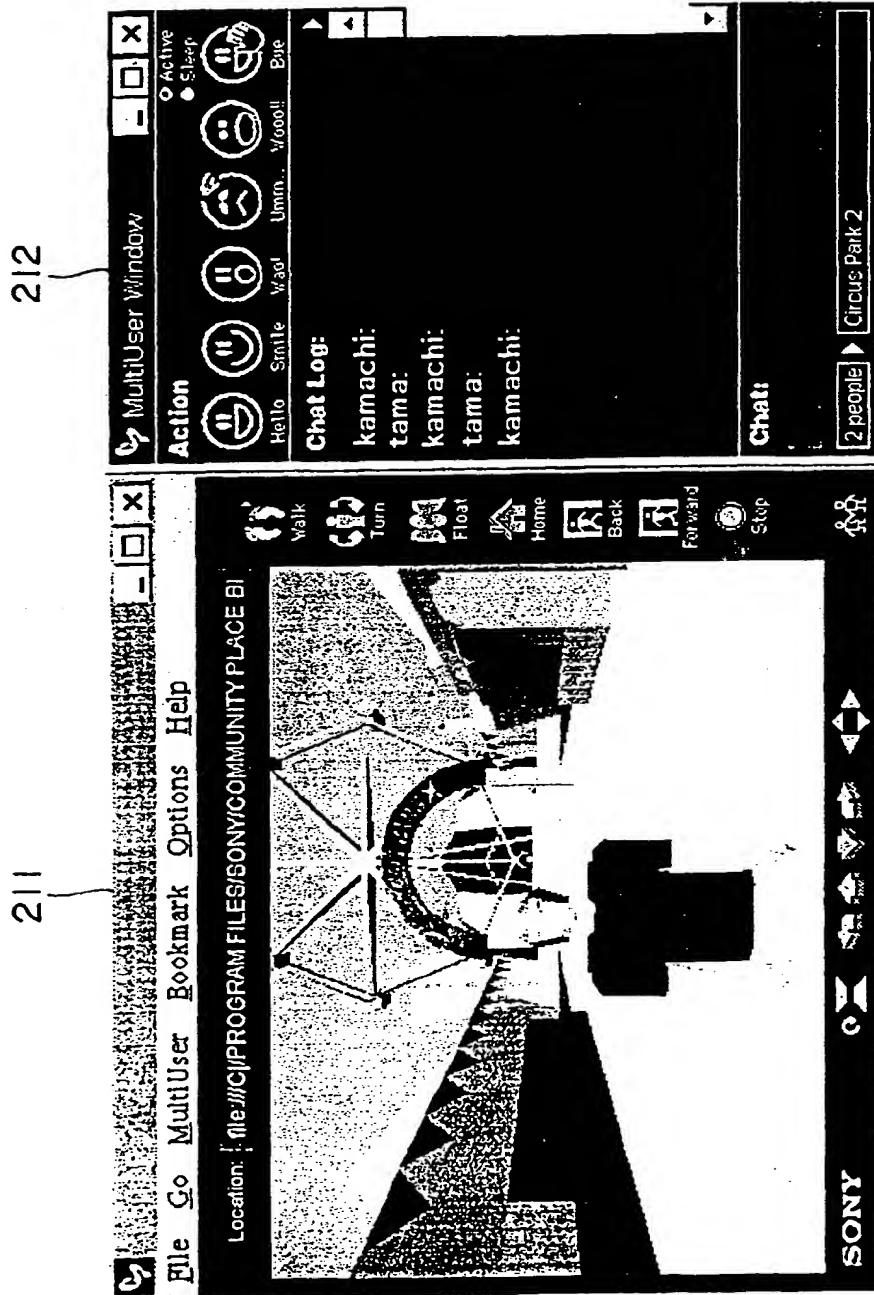 211
File Go MultiUser Bookmark Options Help
Location: file:///C|/PROGRAM FILES/SONY/COMMUNITY PLACE BI
Walk
Turn
Float
Home
Back
Forward
Stop
SONY
212
MultiUser Window
Action
Active
Sleep
Hello Smile Wao! Umm.. Wooo!! Bye
Chat Log:
kamachi:
tama:
kamachi:
tama:
kamachi:
Chat:
2 people Circus Park 2